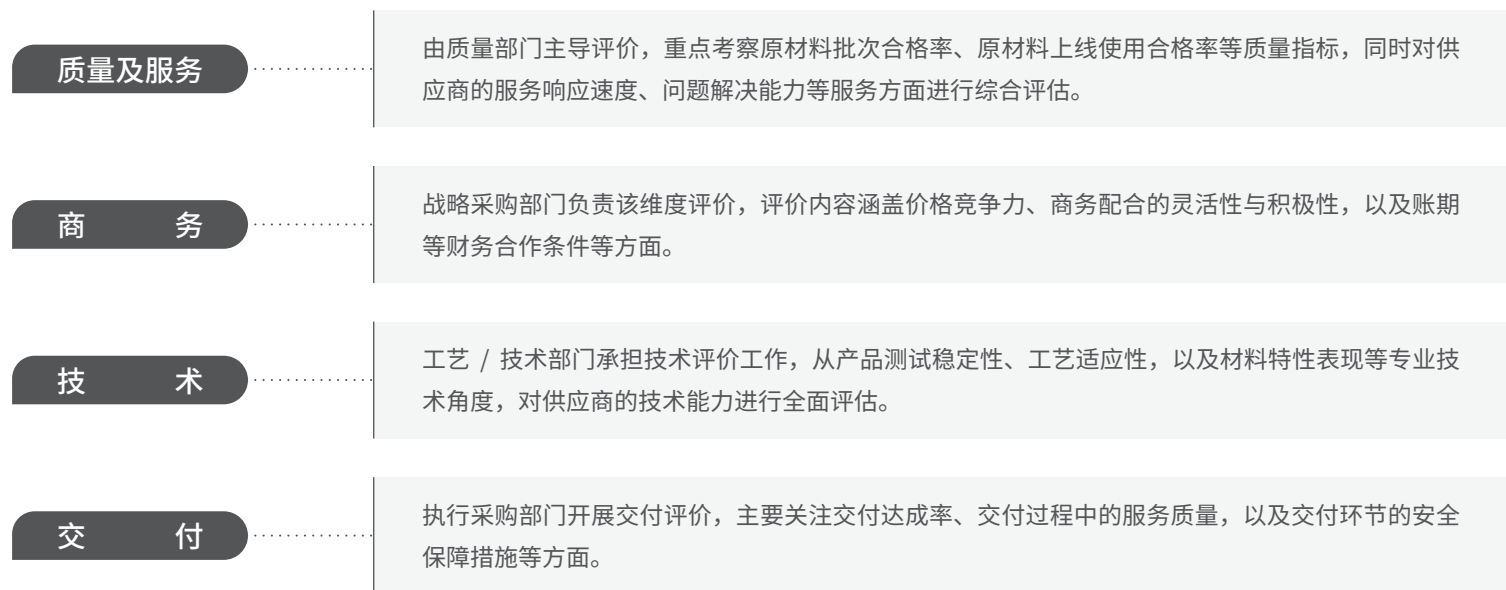 质量及服务
由质量部门主导评价，重点考察原材料批次合格率、原材料上线使用合格率等质量指标，同时对供
应商的服务响应速度、问题解决能力等服务方面进行综合评估。
商 务
战略采购部门负责该维度评价，评价内容涵盖价格竞争力、商务配合的灵活性与积极性，以及账期
等财务合作条件等方面。
技 术
工艺 / 技术部门承担技术评价工作，从产品测试稳定性、工艺适应性，以及材料特性表现等专业技
术角度，对供应商的技术能力进行全面评估。
交 付
执行采购部门开展交付评价，主要关注交付达成率、交付过程中的服务质量，以及交付环节的安全
保障措施等方面。